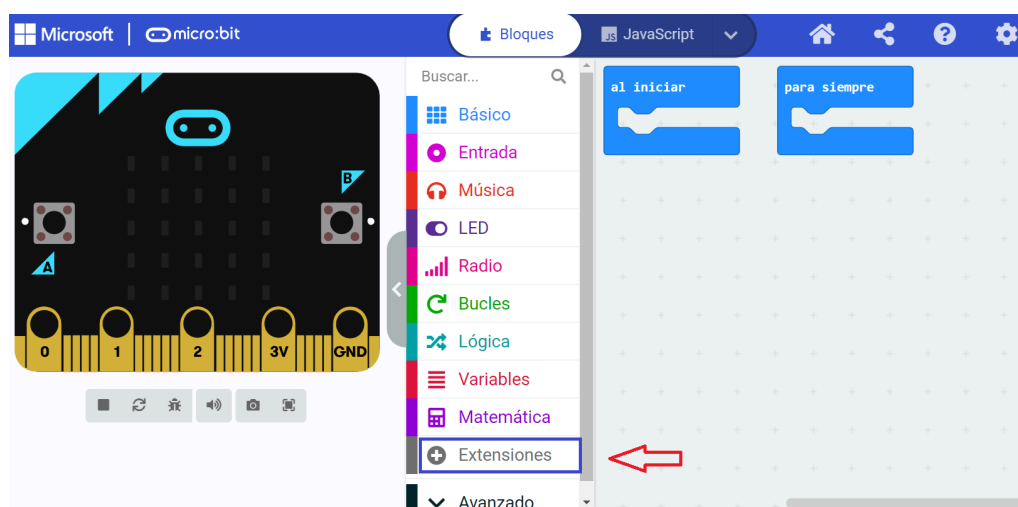 Microsoft
micro:bit
Bloques
JS JavaScript
?
Buscar...
Básico
Entrada
Música
LED
Radio
Bucles
Lógica
Variables
Matemática
Extensiones
Avanzado
al iniciar
para siempre
B
A
0 1 2 3V GND